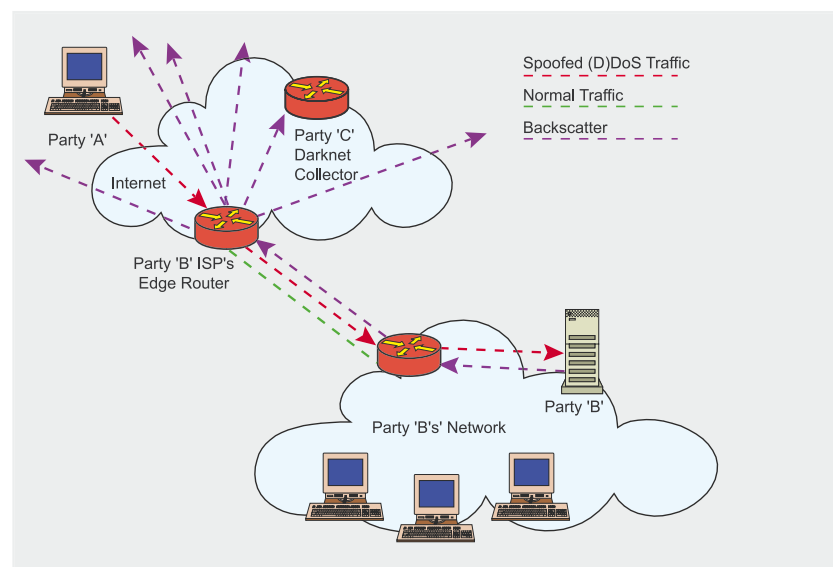 Spoofed (D)DoS Traffic
Normal Traffic
Backscatter
Party 'A'
Party 'C'
Darknet
Collector
Internet
Party 'B' ISP's
Edge Router
Party 'B'
Party 'B's' Network